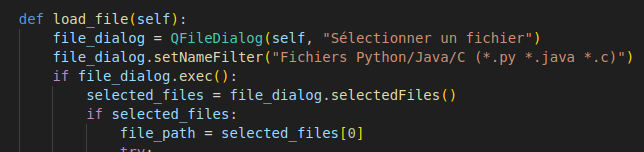 def load_file(self):
file_dialog = QFileDialog(self, "Sélectionner un fichier")
file_dialog.setNameFilter("Fichiers Python/Java/C (*.py *.java *.c)")
if file_dialog.exec():
selected_files = file_dialog.selectedFiles()
if selected_files:
file_path = selected_files[0]
try: